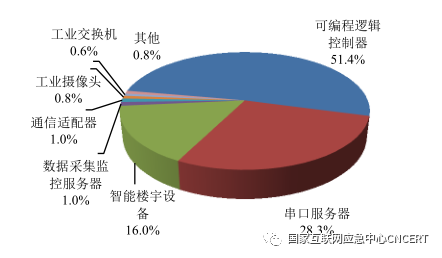 工业交换机
0.6%
其他
0.8%
可编程逻辑
控制器
51.4%
工业摄像头
0.8%
通信适配器
1.0%
数据采集监
控服务器
1.0%
智能楼宇设
备
16.0%
串口服务器
28.3%
国家互联网应急中心CNCERT